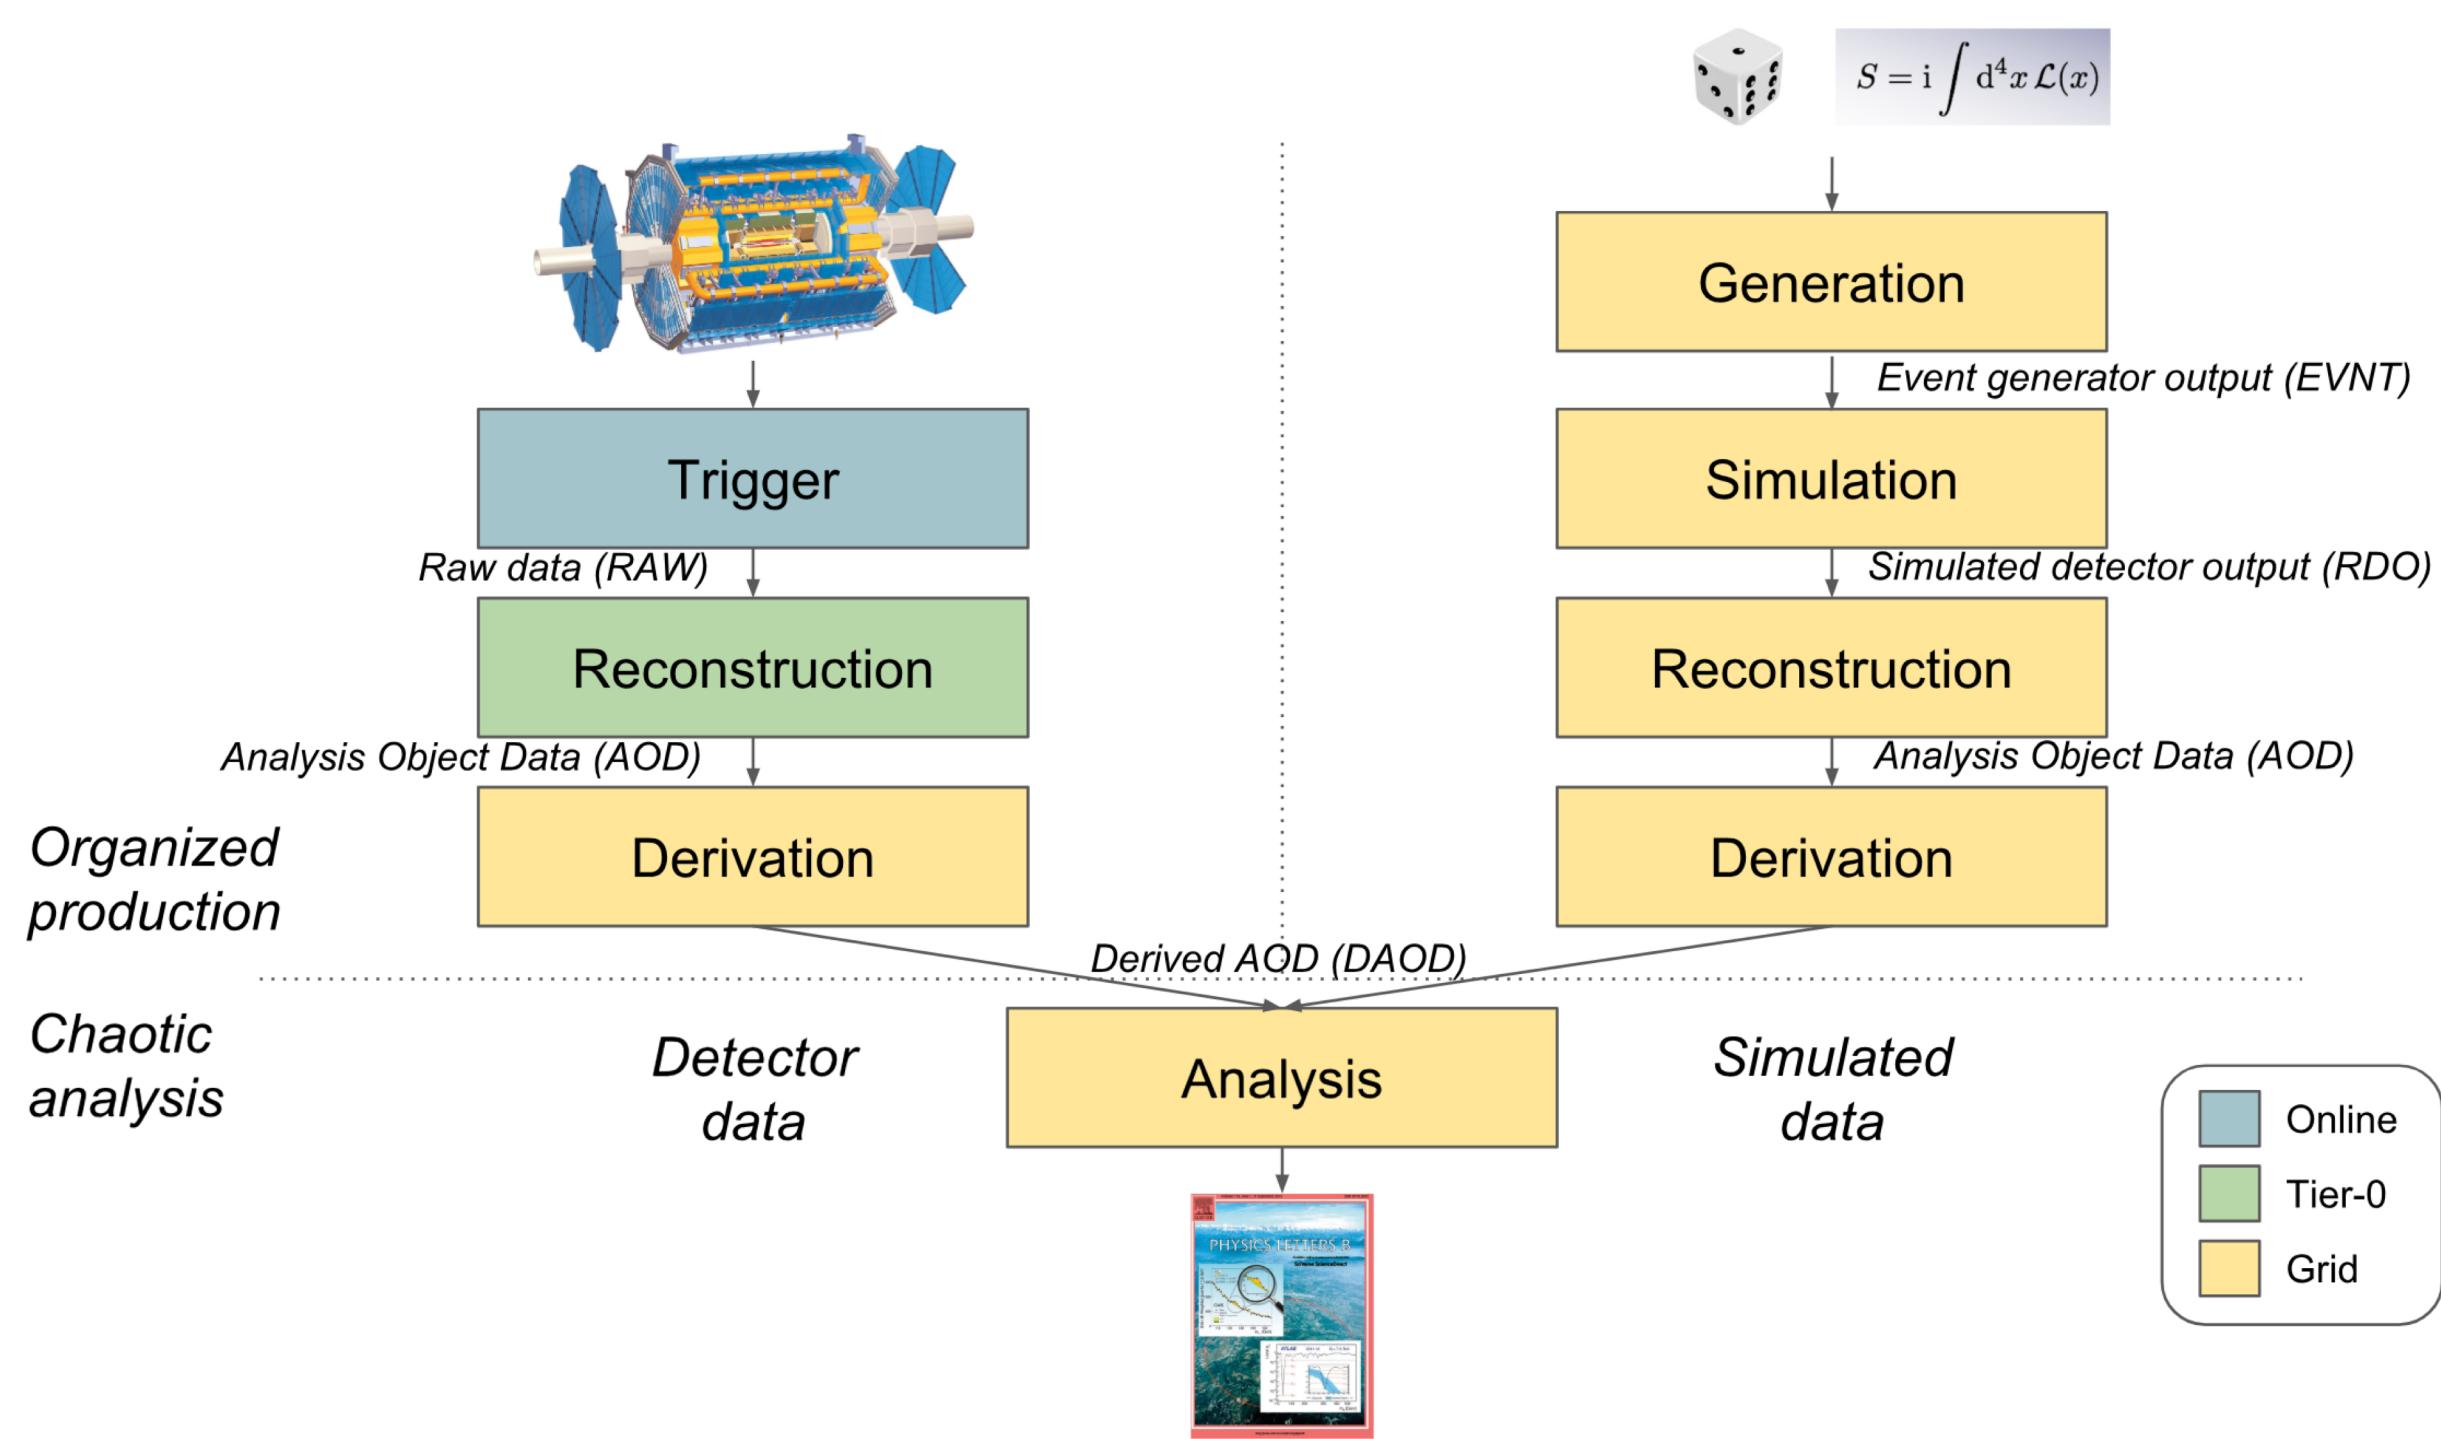 S = i ∫ d⁴x ℒ(x)
Generation
Event generator output (EVNT)
Trigger
Simulation
Raw data (RAW)
Simulated detector output (RDO)
Reconstruction
Reconstruction
Analysis Object Data (AOD)
Analysis Object Data (AOD)
Organized
production
Derivation
Derivation
Derived AOD (DAOD)
Chaotic
analysis
Detector
data
Analysis
Simulated
data
Online
Tier-0
Grid
PHYSICS LETTERS B